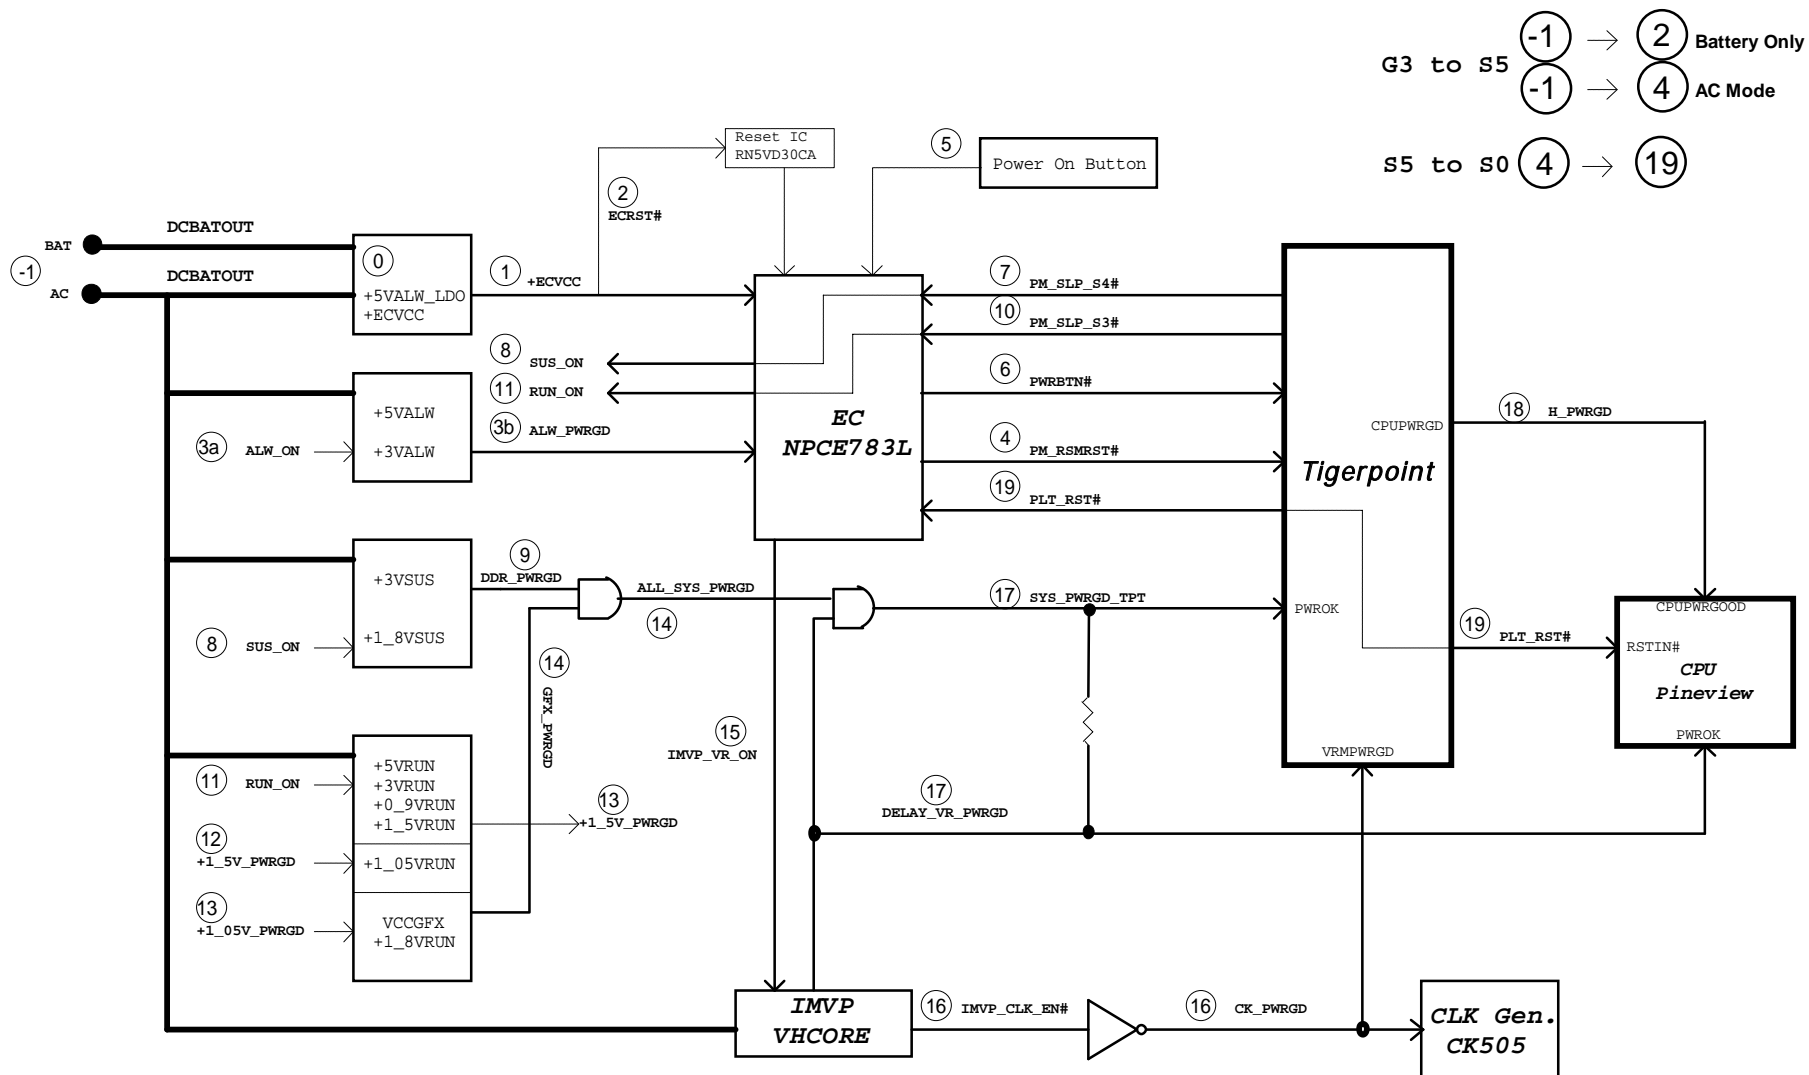 G3 to S5
-1 → 2 Battery Only
-1 → 4 AC Mode
S5 to S0 4 → 19
Reset IC
RN5VD30CA
5
Power On Button
2
ECRST#
BAT
DCBATOUT
-1
AC
DCBATOUT
0
+5VALW_LDO
+ECVCC
1
+ECVCC
8
SUS_ON
11
RUN_ON
3b
ALW_PWRGD
+5VALW
+3VALW
3a
ALW_ON
EC
NPCE783L
7
PM_SLP_S4#
10
PM_SLP_S3#
6
PWRBTN#
4
PM_RSMRST#
19
PLT_RST#
CPUPWRGD
Tigerpoint
18
H_PWRGD
+3VSUS
+1_8VSUS
8
SUS_ON
9
DDR_PWRGD
ALL_SYS_PWRGD
14
14
GFX_PWRGD
17
SYS_PWRGD_TPT
PWROK
VRMPWRGD
19
PLT_RST#
CPUPWRGOOD
RSTIN#
CPU
Pineview
PWROK
15
IMVP_VR_ON
17
DELAY_VR_PWRGD
11
RUN_ON
+5VRUN
+3VRUN
+0_9VRUN
+1_5VRUN
13
+1_5V_PWRGD
12
+1_5V_PWRGD
+1_05VRUN
13
+1_05V_PWRGD
VCCGFX
+1_8VRUN
IMVP
VHCORE
16
IMVP_CLK_EN#
16
CK_PWRGD
CLK Gen.
CK505